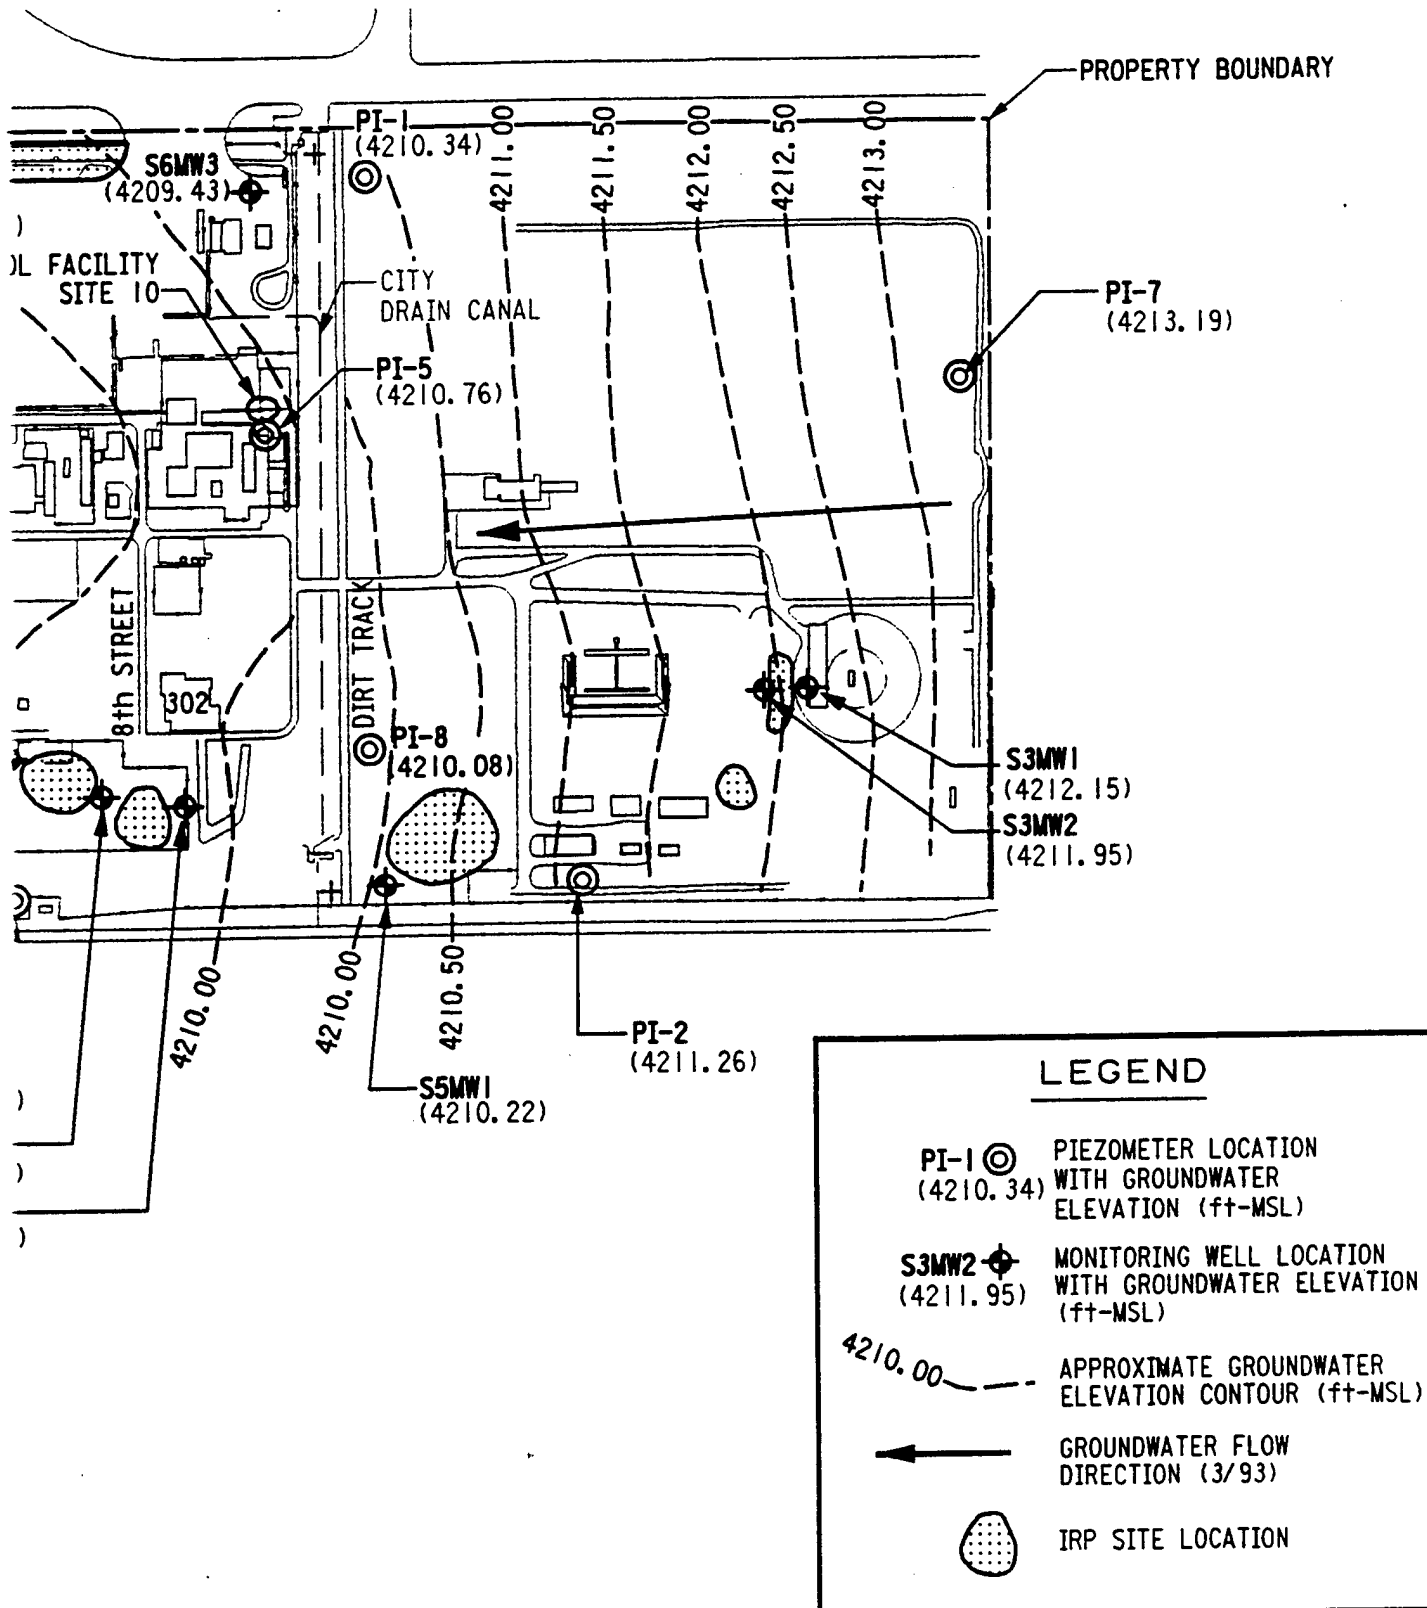 PROPERTY BOUNDARY
PI-1
(4210.34)
4211.00
4211.50
4212.00
4212.50
4213.00
S6MW3
(4209.43)
)
FACILITY
SITE 10
CITY
DRAIN CANAL
PI-7
(4213.19)
PI-5
(4210.76)
8th STREET
DIRT TRACK
302
PI-8
(4210.08)
S3MW1
(4212.15)
S3MW2
(4211.95)
4210.00
4210.00
4210.50
PI-2
(4211.26)
S5MW1
(4210.22)
)
)
)
LEGEND
PI-1
(4210.34)
PIEZOMETER LOCATION
WITH GROUNDWATER
ELEVATION (ft-MSL)
S3MW2
(4211.95)
MONITORING WELL LOCATION
WITH GROUNDWATER ELEVATION
(ft-MSL)
4210.00
APPROXIMATE GROUNDWATER
ELEVATION CONTOUR (ft-MSL)
GROUNDWATER FLOW
DIRECTION (3/93)
IRP SITE LOCATION